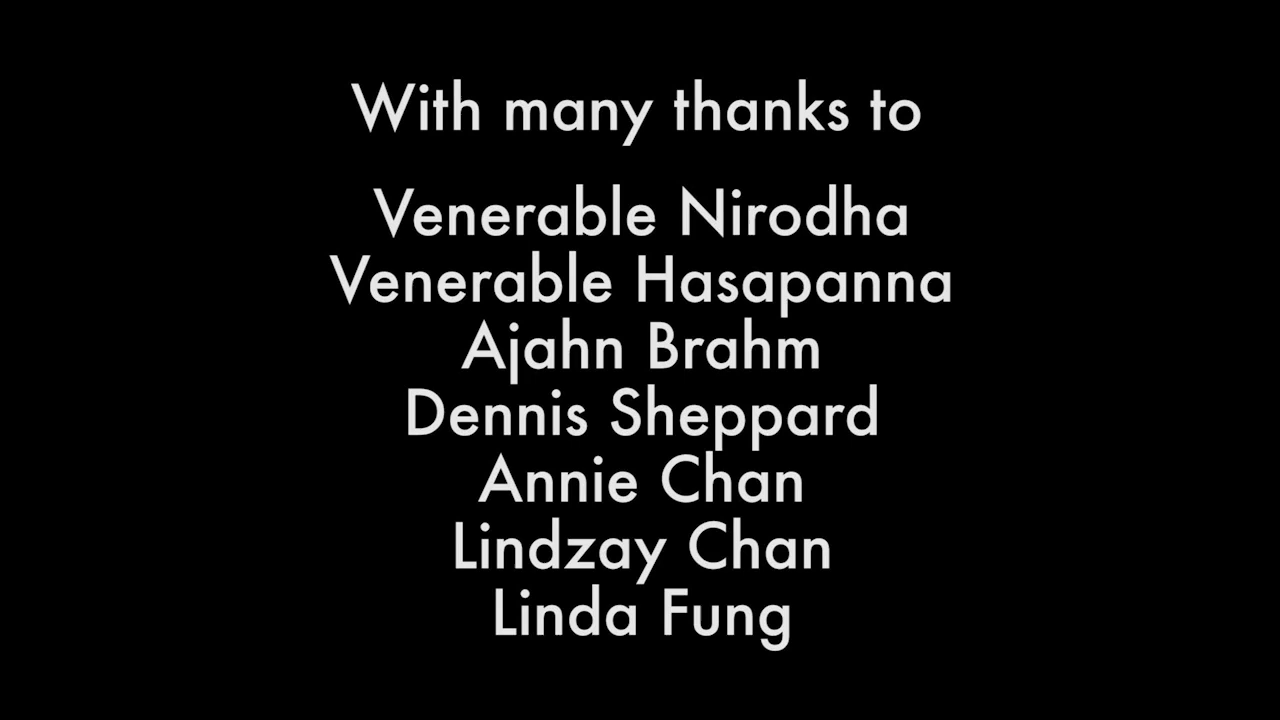 With many thanks to
Venerable Nirodha
Venerable Hasapanna
Ajahn Brahm
Dennis Sheppard
Annie Chan
Lindzay Chan
Linda Fung